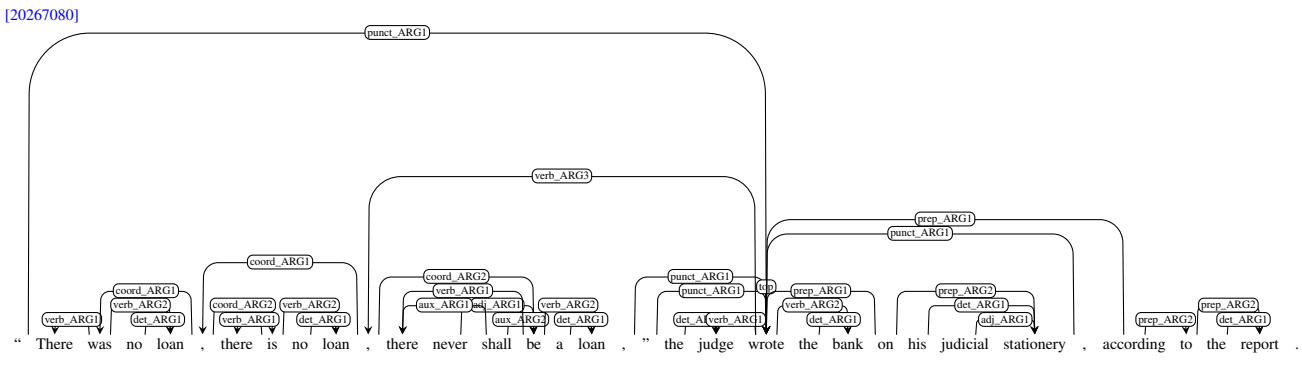 [20267080]
punct_ARG1
verb_ARG3
prep_ARG1
punct_ARG1
coord_ARG1
coord_ARG2 punct_ARG1 top
coord_ARG1 verb_ARG1 punct_ARG1 prep_ARG1 prep_ARG2
verb_ARG2 coord_ARG2 verb_ARG2 aux_ARG1 adj_ARG1 verb_ARG2 verb_ARG2 det_ARG1 prep_ARG2
verb_ARG1 det_ARG1 verb_ARG1 det_ARG1 aux_ARG2 det_ARG1 verb_ARG1 det_ARG1 adj_ARG1 prep_ARG2 det_ARG1
“ There was no loan , there is no loan , there never shall be a loan , ” the judge wrote the bank on his judicial stationery , according to the report .